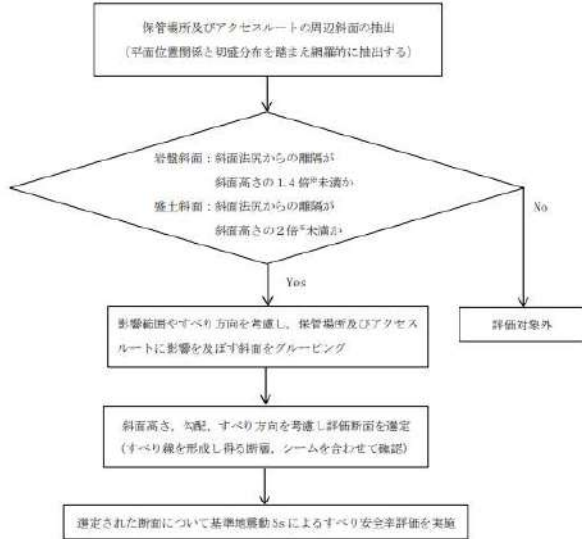 保管場所及びアクセスルートの周辺斜面の抽出
(平面位置関係と切盛分布を踏まえ網羅的に抽出する)
岩盤斜面:斜面法尻からの離隔が
斜面高さの1.4倍※未満か
盛土斜面:斜面法尻からの離隔が
斜面高さの2倍※未満か
No
Yes
影響範囲やすべり方向を考慮し、保管場所及びアクセス
ルートに影響を及ぼす斜面をグルーピング
評価対象外
斜面高さ、勾配、すべり方向を考慮し評価断面を選定
(すべり線を形成し得る断層、シームを合わせて確認)
選定された断面について基準地震動Ssによるすべり安全率評価を実施